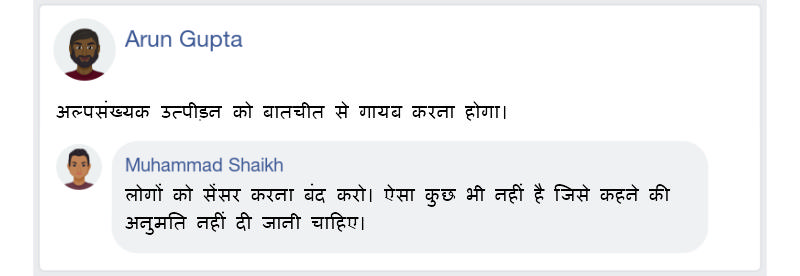 Arun Gupta
अल्पसंख्यक उत्पीड़न को बातचीत से गायब करना होगा।
Muhammad Shaikh
लोगों को सेंसर करना बंद करो। ऐसा कुछ भी नहीं है जिसे कहने की
अनुमति नहीं दी जानी चाहिए।